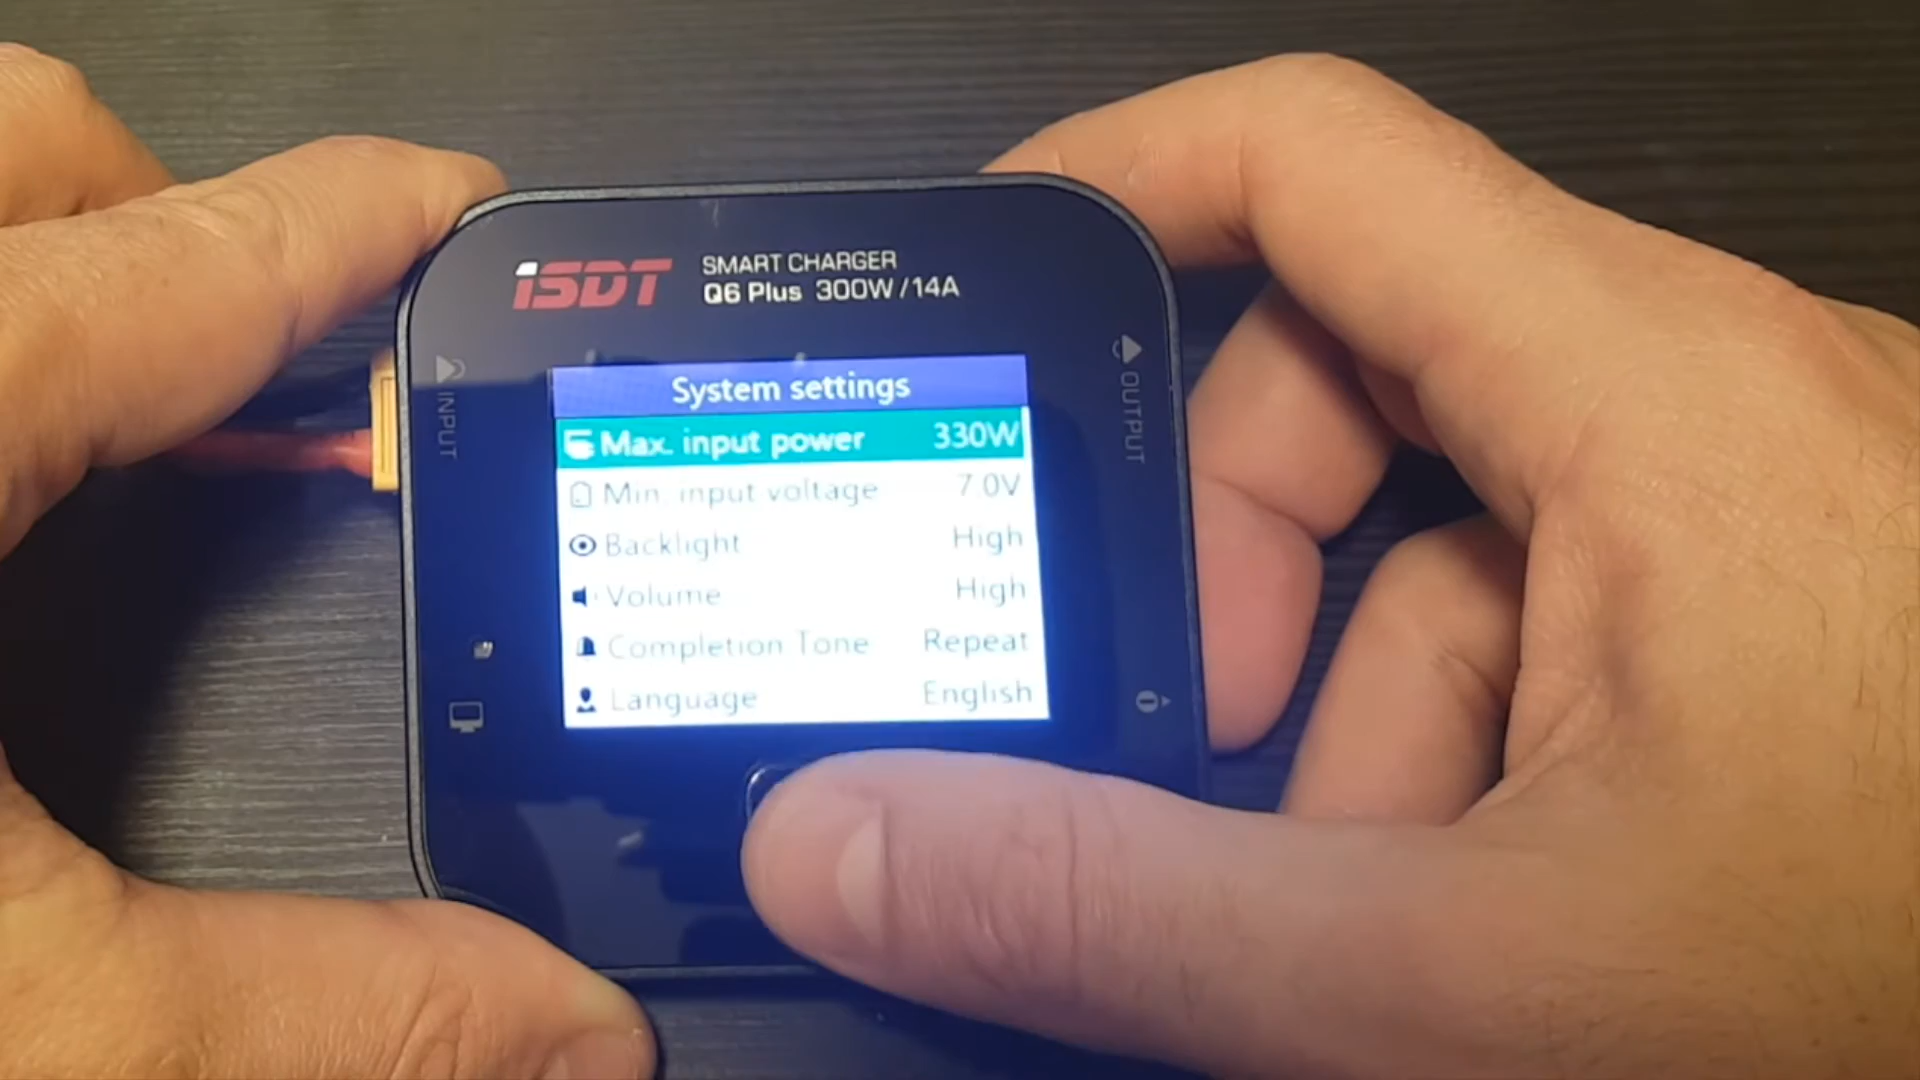 iSDT
SMART CHARGER
Q6 Plus 300W/14A
INPUT
OUTPUT
System settings
Max. input power 330W
Min. input voltage 7.0V
Backlight High
Volume High
Completion Tone Repeat
Language English